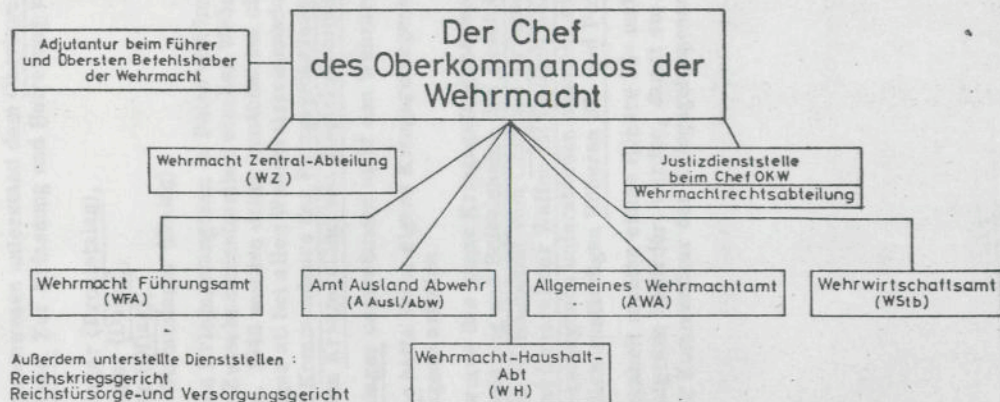 Adjutantur beim Führer
und Obersten Befehlshaber
der Wehrmacht
Der Chef
des Oberkommandos der
Wehrmacht
Wehrmacht Zentral-Abteilung
(WZ)
Justizdienststelle
beim Chef OKW
Wehrmachtrechtsabteilung
Wehrmacht Führungsamt
(WFA)
Amt Ausland Abwehr
(A Ausl/Abw)
Allgemeines Wehrmachtamt
(AWA)
Wehrwirtschaftsamt
(WStb)
Wehrmacht-Haushalt-
Abt
(WH)
Außerdem unterstellte Dienststellen :
Reichskriegsgericht
Reichsfürsorge-und Versorgungsgericht